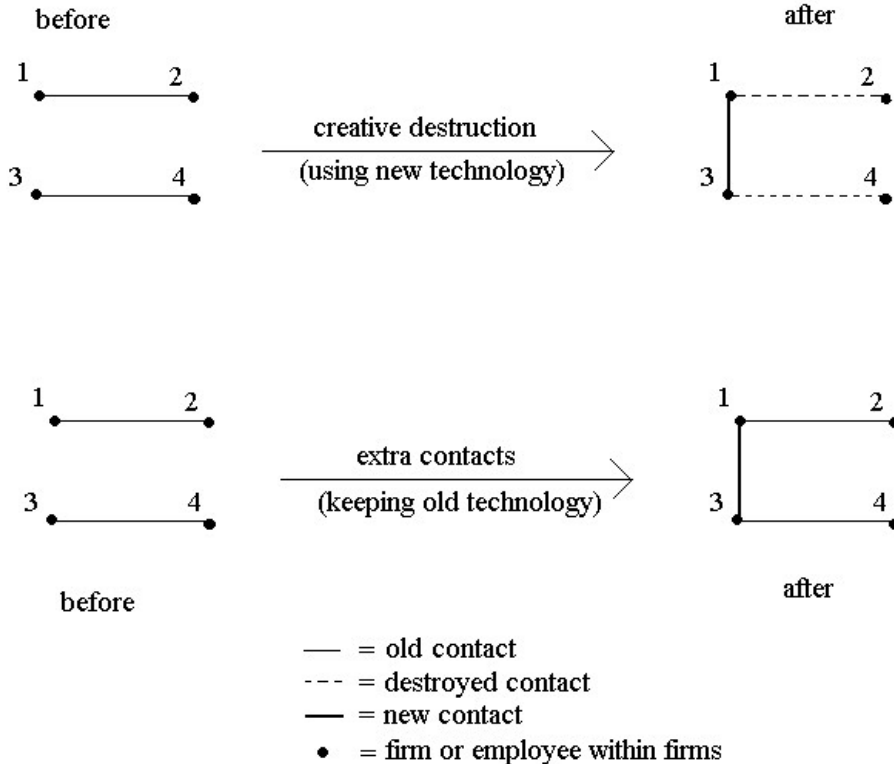 before
after
1 2
1 2
creative destruction
(using new technology)
3 4
3 4
1 2
1 2
extra contacts
(keeping old technology)
3 4
3 4
before
after
= old contact
= destroyed contact
= new contact
= firm or employee within firms